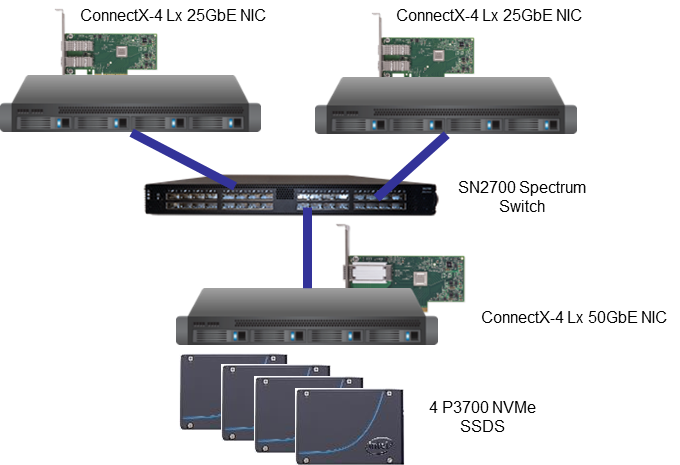 ConnectX-4 Lx 25GbE NIC
ConnectX-4 Lx 25GbE NIC
SN2700 Spectrum
Switch
ConnectX-4 Lx 50GbE NIC
4 P3700 NVMe
SSDS
intel